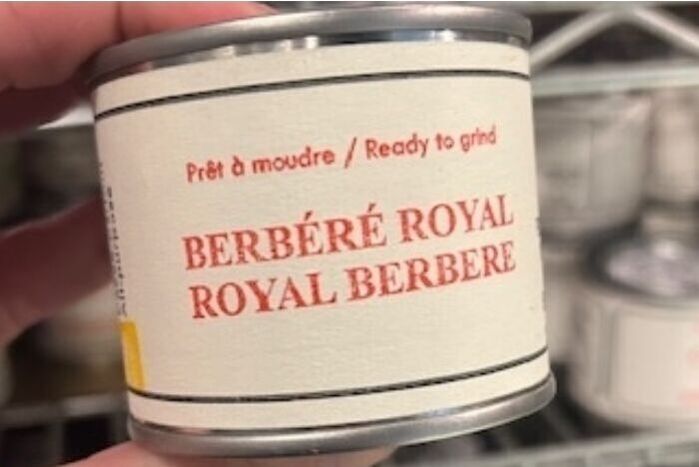 Prêt à moudre / Ready to grind
BERBÉRÉ ROYAL
ROYAL BERBERE